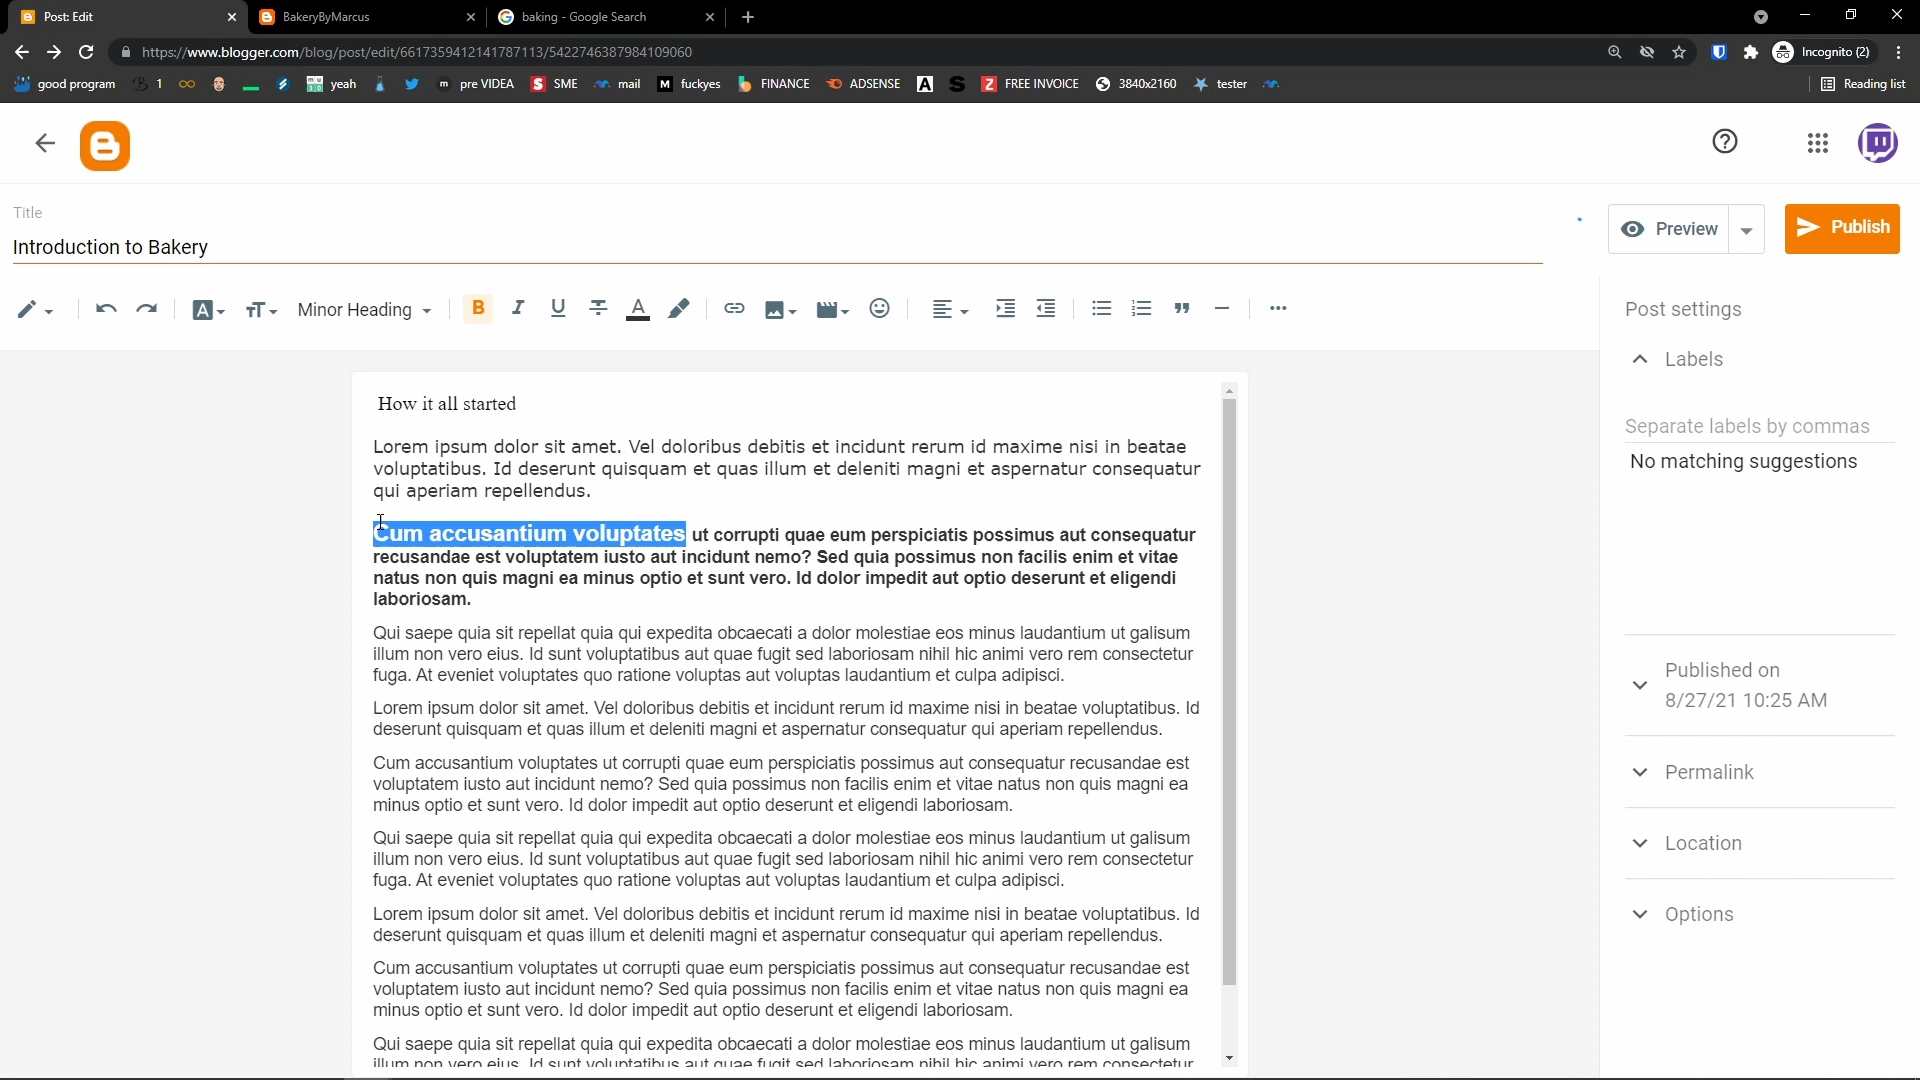 Post: Edit
BakeryByMarcus
baking - Google Search
https://www.blogger.com/blog/post/edit/6617359412141787113/5422746387984109060
Incognito (2)
good program
1
yeah
pre VIDEA
SME
mail
fuckyes
FINANCE
ADSENSE
FREE INVOICE
3840x2160
tester
Reading list
Title
Introduction to Bakery
Preview
Publish
Minor Heading
Post settings
Labels
Separate labels by commas
No matching suggestions
Published on
8/27/21 10:25 AM
Permalink
Location
Options
How it all started
Lorem ipsum dolor sit amet. Vel doloribus debitis et incidunt rerum id maxime nisi in beatae
voluptatibus. Id deserunt quisquam et quas illum et deleniti magni et aspernatur consequatur
qui aperiam repellendus.
Cum accusantium voluptates ut corrupti quae eum perspiciatis possimus aut consequatur
recusandae est voluptatem iusto aut incidunt nemo? Sed quia possimus non facilis enim et vitae
natus non quis magni ea minus optio et sunt vero. Id dolor impedit aut optio deserunt et eligendi
laboriosam.
Qui saepe quia sit repellat quia qui expedita obcaecati a dolor molestiae eos minus laudantium ut galisum
illum non vero eius. Id sunt voluptatibus aut quae fugit sed laboriosam nihil hic animi vero rem consectetur
fuga. At eveniet voluptates quo ratione voluptas aut voluptas laudantium et culpa adipisci.
Lorem ipsum dolor sit amet. Vel doloribus debitis et incidunt rerum id maxime nisi in beatae voluptatibus. Id
deserunt quisquam et quas illum et deleniti magni et aspernatur consequatur qui aperiam repellendus.
Cum accusantium voluptates ut corrupti quae eum perspiciatis possimus aut consequatur recusandae est
voluptatem iusto aut incidunt nemo? Sed quia possimus non facilis enim et vitae natus non quis magni ea
minus optio et sunt vero. Id dolor impedit aut optio deserunt et eligendi laboriosam.
Qui saepe quia sit repellat quia qui expedita obcaecati a dolor molestiae eos minus laudantium ut galisum
illum non vero eius. Id sunt voluptatibus aut quae fugit sed laboriosam nihil hic animi vero rem consectetur
fuga. At eveniet voluptates quo ratione voluptas aut voluptas laudantium et culpa adipisci.
Lorem ipsum dolor sit amet. Vel doloribus debitis et incidunt rerum id maxime nisi in beatae voluptatibus. Id
deserunt quisquam et quas illum et deleniti magni et aspernatur consequatur qui aperiam repellendus.
Cum accusantium voluptates ut corrupti quae eum perspiciatis possimus aut consequatur recusandae est
voluptatem iusto aut incidunt nemo? Sed quia possimus non facilis enim et vitae natus non quis magni ea
minus optio et sunt vero. Id dolor impedit aut optio deserunt et eligendi laboriosam.
Qui saepe quia sit repellat quia qui expedita obcaecati a dolor molestiae eos minus laudantium ut galisum
illum non vero eius. Id sunt voluptatibus aut quae fugit sed laboriosam nihil hic animi vero rem consectetur